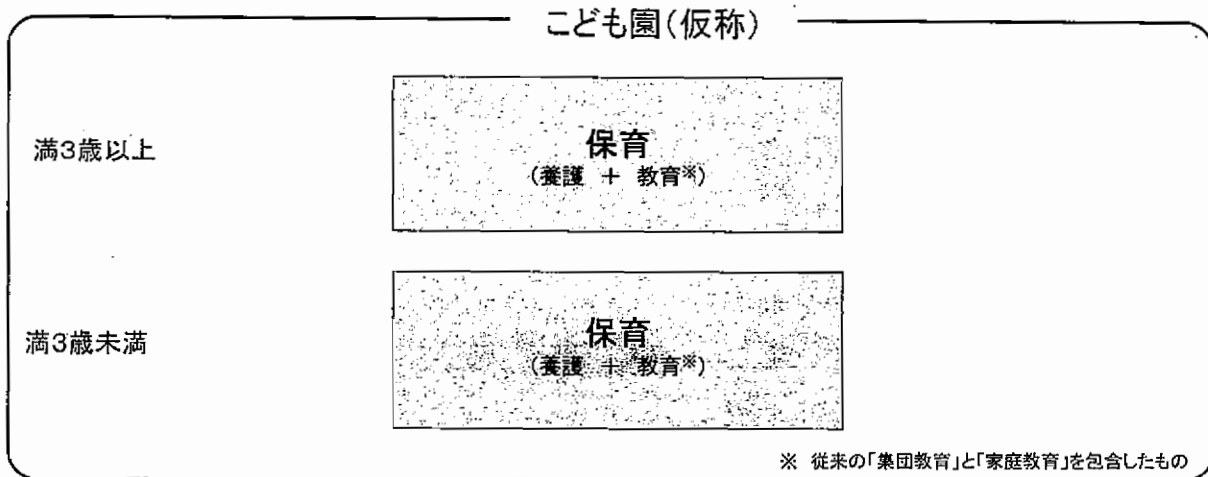 こども園(仮称)
満3歳以上
保育
(養護 + 教育※)
満3歳未満
保育
(養護 + 教育※)
※ 従来の「集団教育」と「家庭教育」を包含したもの